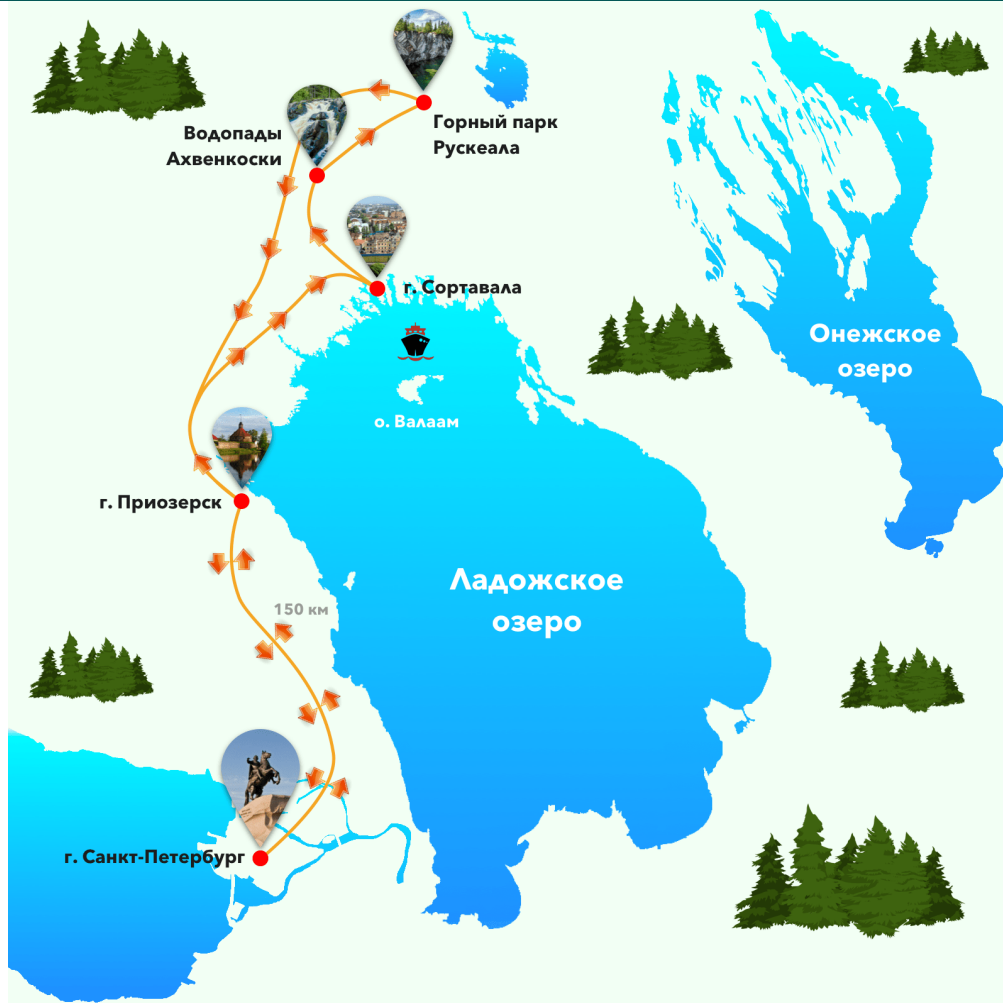 Водопады
Ахвенкоски
Горный парк
Рускеала
г. Сортавала
Онежское
озеро
о. Валаам
г. Приозерск
Ладожское
озеро
150 км
г. Санкт-Петербург